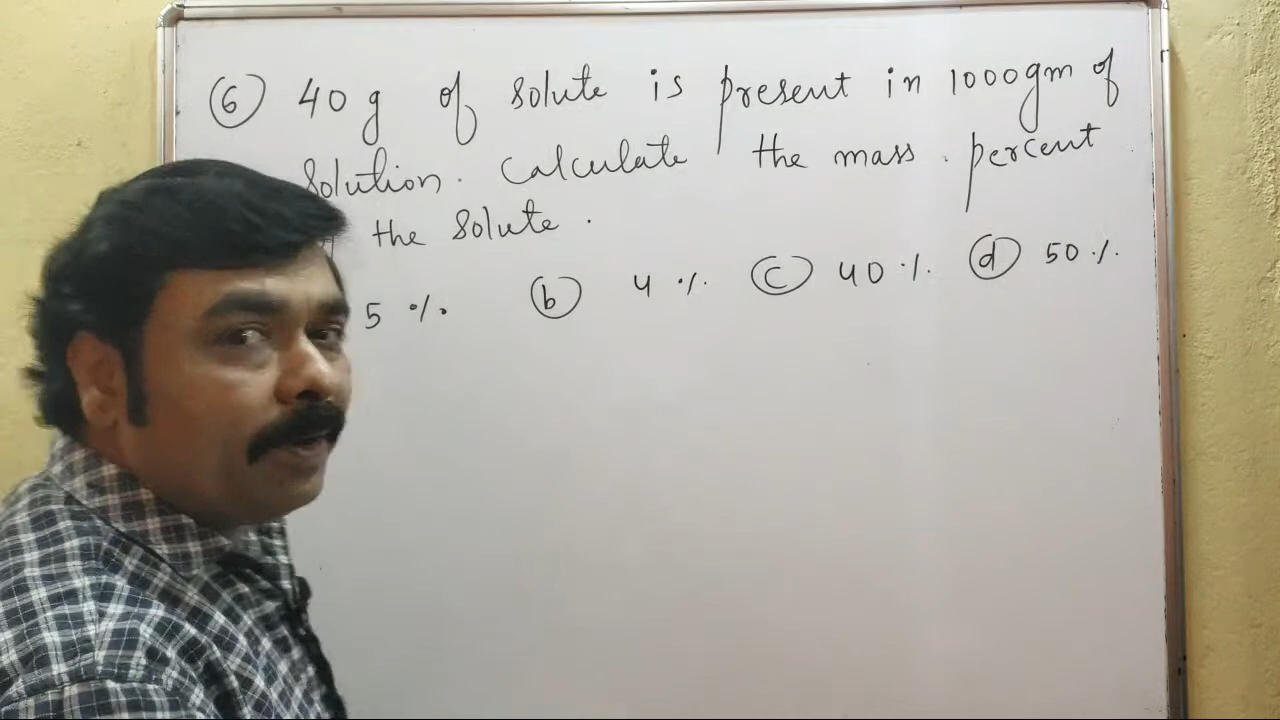 6 40 g of solute is present in 1000gm of
solution. Calculate the mass percent
the solute.
5 % b 4 % c 40 % d 50 %